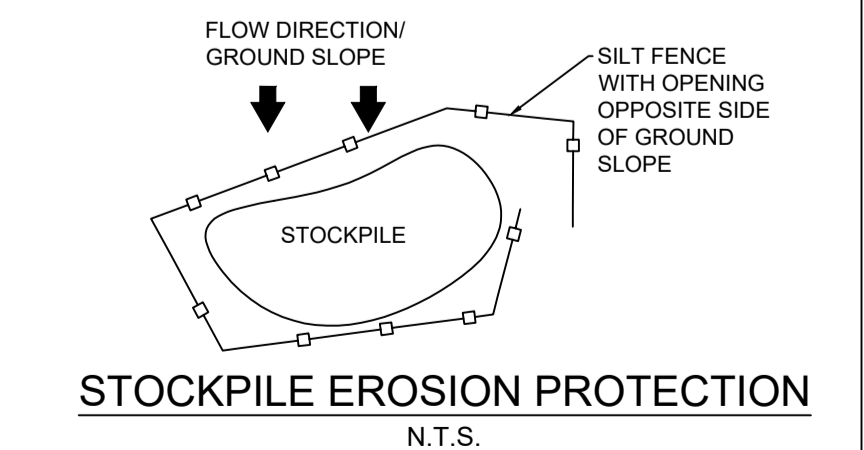 FLOW DIRECTION/
GROUND SLOPE
SILT FENCE
WITH OPENING
OPPOSITE SIDE
OF GROUND
SLOPE
STOCKPILE
STOCKPILE EROSION PROTECTION
N.T.S.